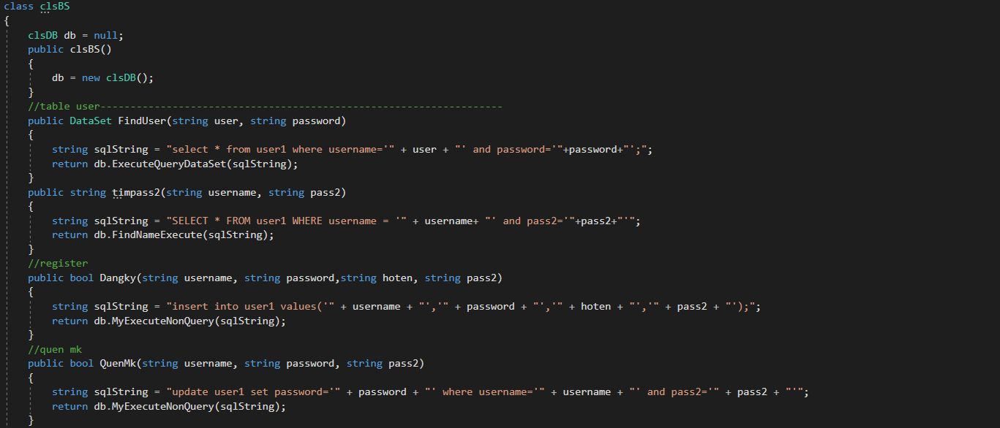 class clsBS
{
clsDB db = null;
public clsBS()
{
db = new clsDB();
}
//table user-------------------------------------------------------------------
public DataSet FindUser(string user, string password)
{
string sqlString = "select * from user1 where username='" + user + "' and password='"+password+"';";
return db.ExecuteQueryDataSet(sqlString);
}
public string timpass2(string username, string pass2)
{
string sqlString = "SELECT * FROM user1 WHERE username = '" + username+ "' and pass2='"+pass2+"'";
return db.FindNameExecute(sqlString);
}
//register
public bool Dangky(string username, string password,string hoten, string pass2)
{
string sqlString = "insert into user1 values('" + username + "','" + password + "','" + hoten + "','" + pass2 + "');";
return db.MyExecuteNonQuery(sqlString);
}
//quen mk
public bool QuenMk(string username, string password, string pass2)
{
string sqlString = "update user1 set password='" + password + "' where username='" + username + "' and pass2='" + pass2 + "'";
return db.MyExecuteNonQuery(sqlString);
}